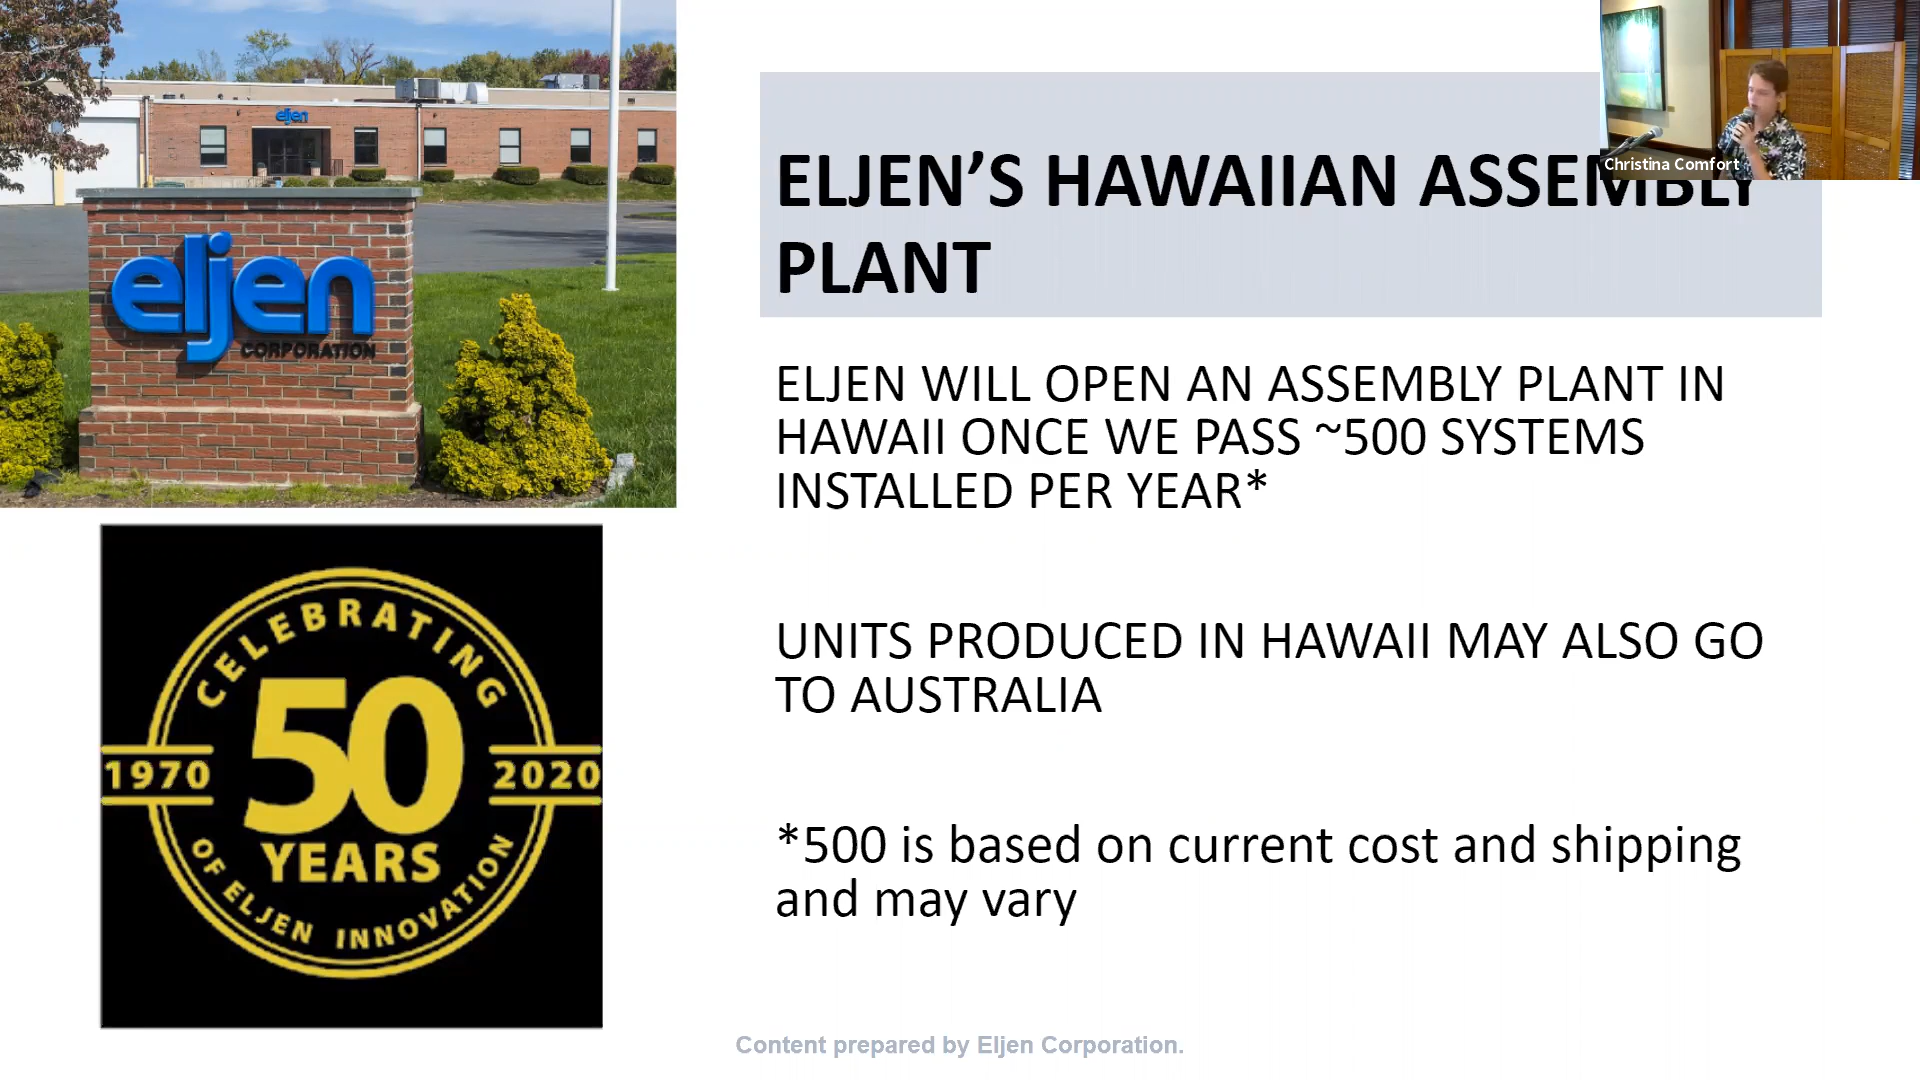 eljen
eljen
CORPORATION
CELEBRATING
50
1970
2020
YEARS
OF ELJEN INNOVATION
Christina Comfort
ELJEN’S HAWAIIAN ASSEMBLY
PLANT
ELJEN WILL OPEN AN ASSEMBLY PLANT IN
HAWAII ONCE WE PASS ~500 SYSTEMS
INSTALLED PER YEAR*
UNITS PRODUCED IN HAWAII MAY ALSO GO
TO AUSTRALIA
*500 is based on current cost and shipping
and may vary
Content prepared by Eljen Corporation.